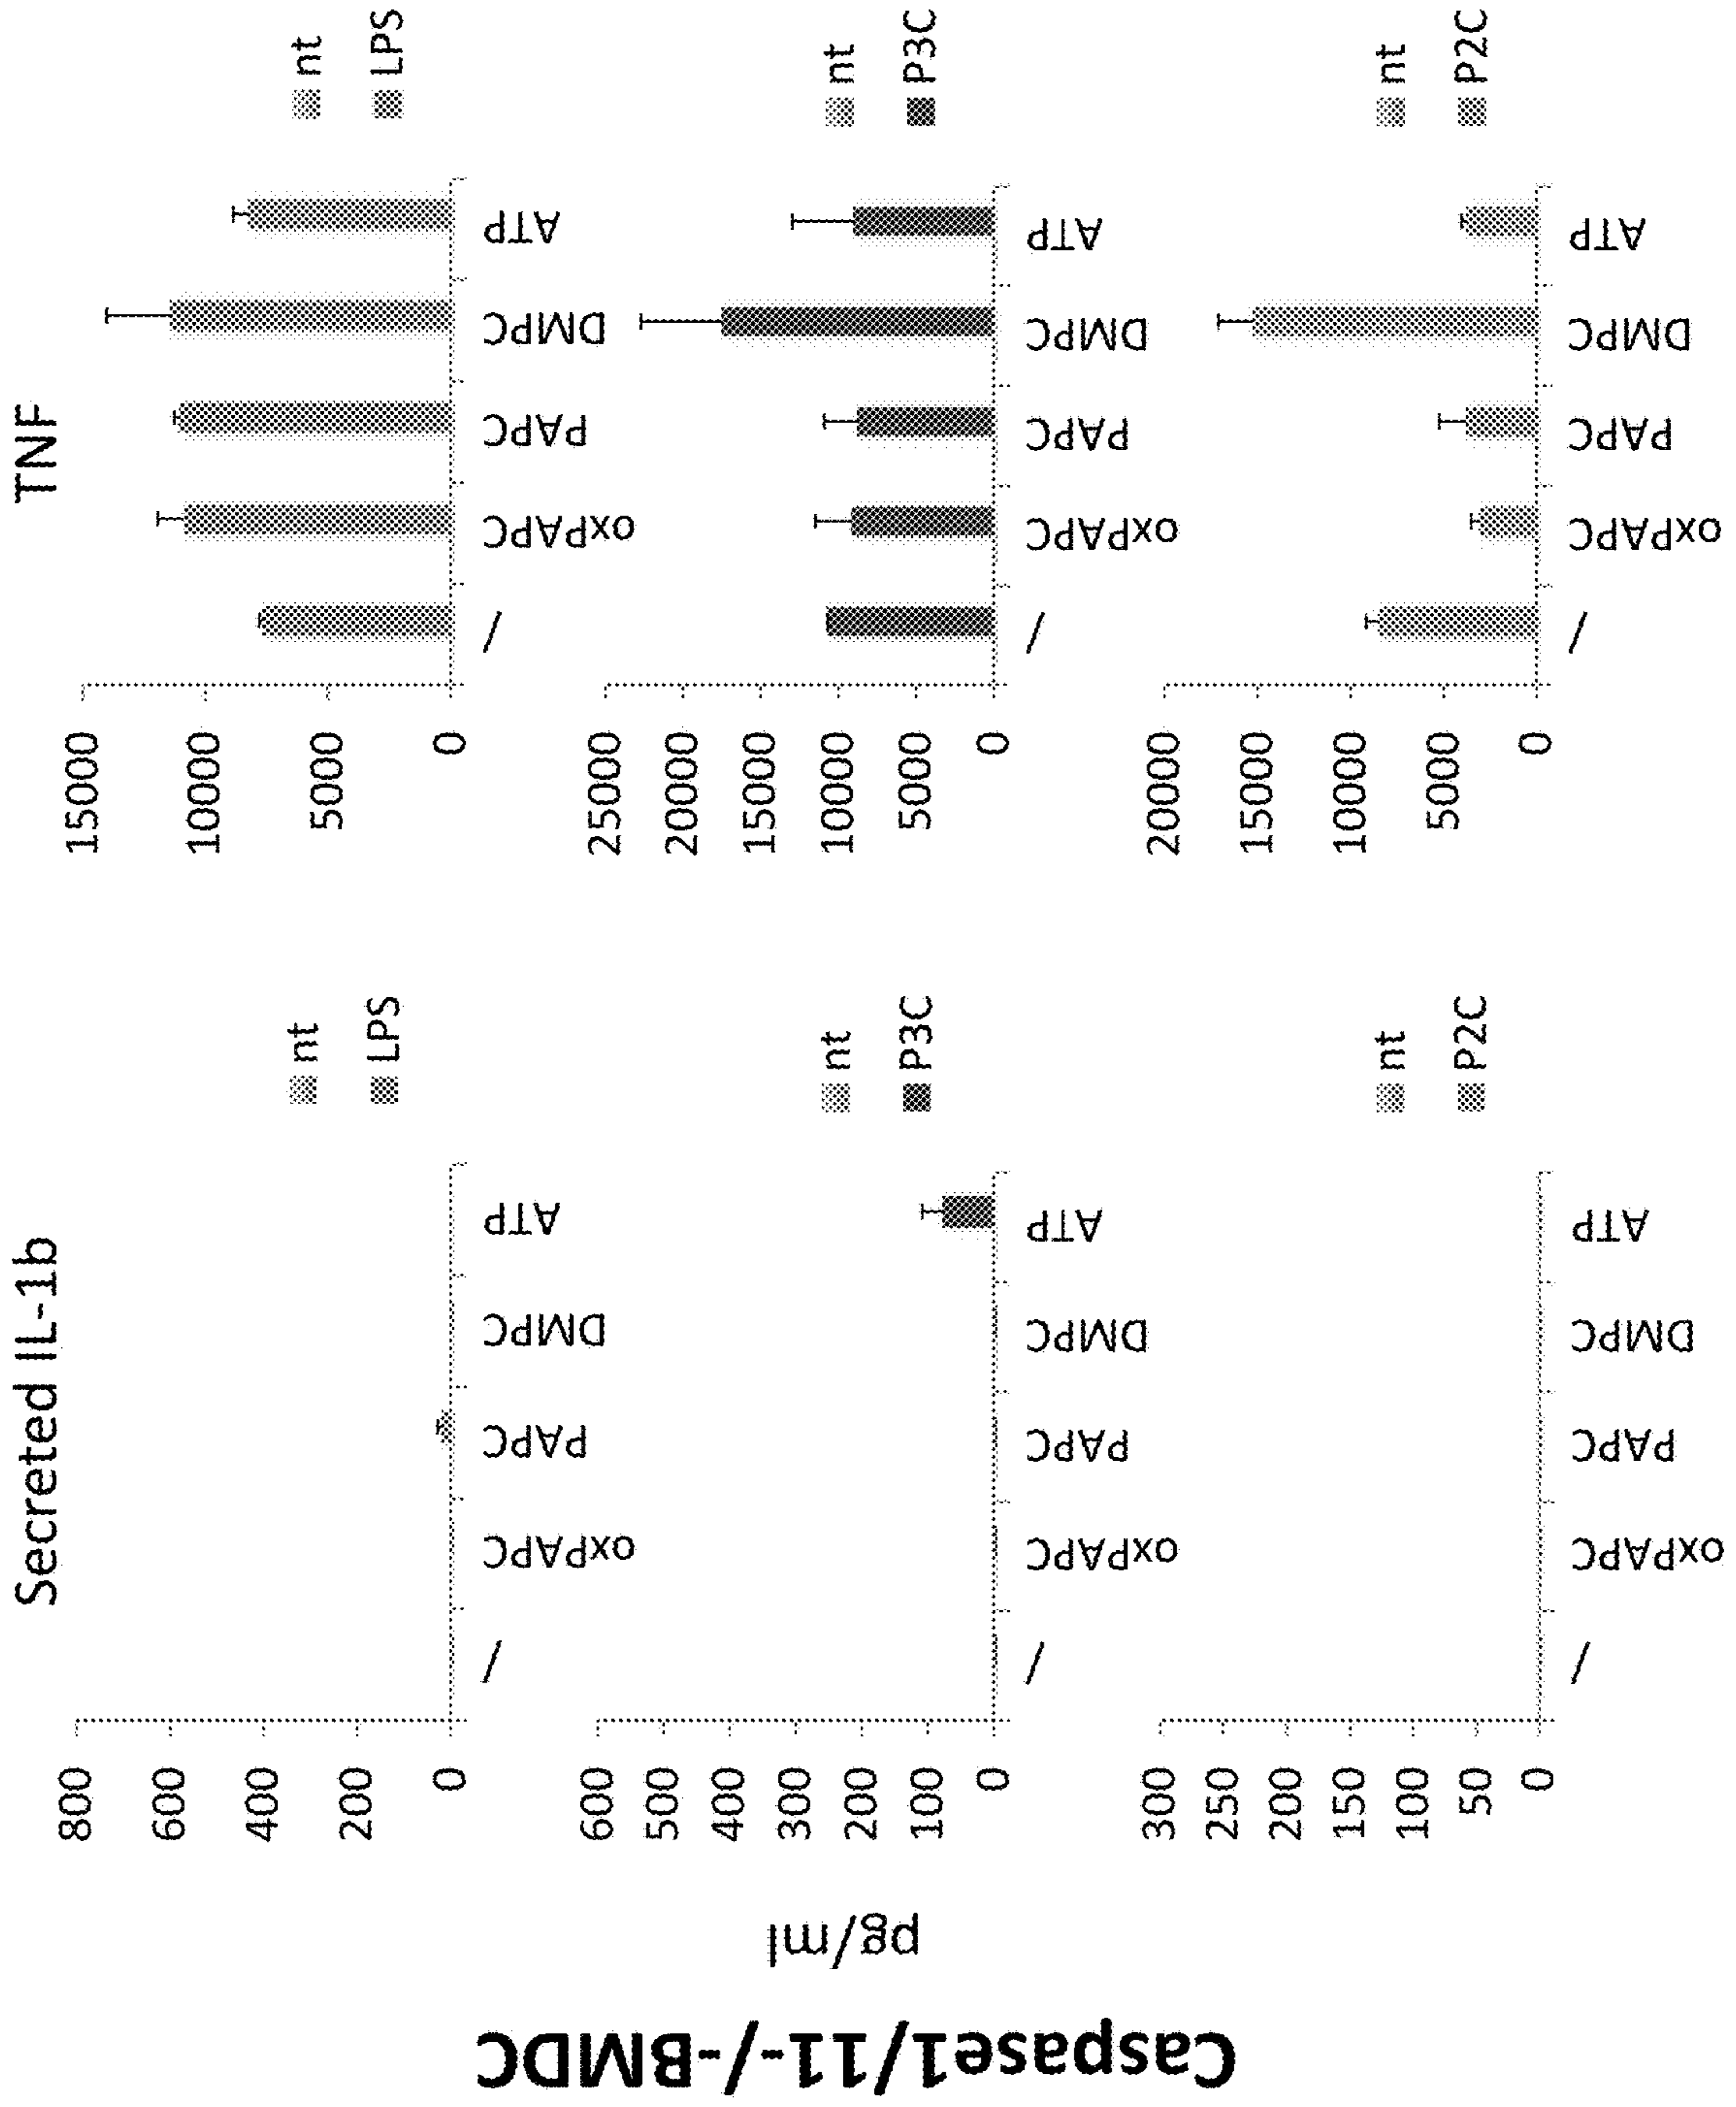 Caspase1/11-/-BMDC
pg/ml
Secreted IL-1b
800
600
400
200
0
/
oxPAPC
PAPC
DMPC
ATP
nt
LPS
600
500
400
300
200
100
0
/
oxPAPC
PAPC
DMPC
ATP
nt
P3C
300
250
200
150
100
50
0
/
oxPAPC
PAPC
DMPC
ATP
nt
P2C
TNF
15000
10000
5000
0
/
oxPAPC
PAPC
DMPC
ATP
nt
LPS
25000
20000
15000
10000
5000
0
/
oxPAPC
PAPC
DMPC
ATP
nt
P3C
20000
15000
10000
5000
0
/
oxPAPC
PAPC
DMPC
ATP
nt
P2C